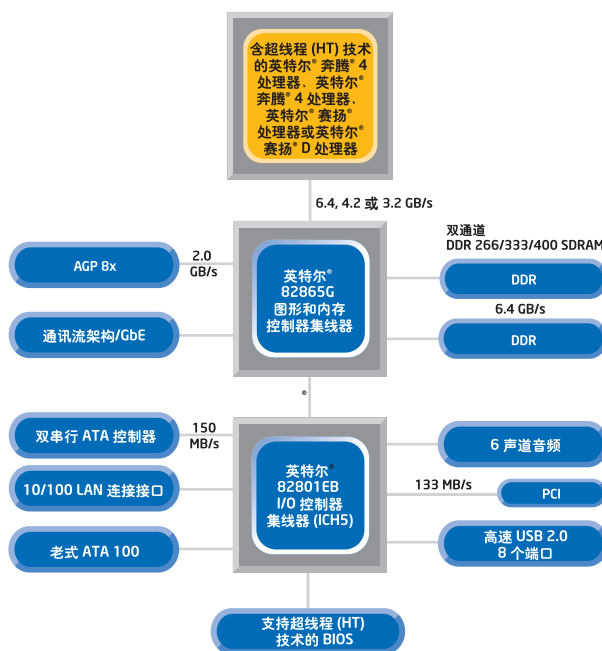 含超线程 (HT) 技术
的英特尔® 奔腾® 4
处理器、英特尔®
奔腾® 4 处理器、
英特尔® 赛扬®
处理器或英特尔®
赛扬® D 处理器
6.4, 4.2 或 3.2 GB/s
双通道
DDR 266/333/400 SDRAM
AGP 8x
2.0
GB/s
英特尔®
82865G
图形和内存
控制器集线器
DDR
6.4 GB/s
DDR
通讯流架构/GbE
®
双串行 ATA 控制器
150
MB/s
英特尔®
82801EB
I/O 控制器
集线器 (ICH5)
6 声道音频
10/100 LAN 连接接口
133 MB/s
PCI
老式 ATA 100
高速 USB 2.0
8 个端口
支持超线程 (HT)
技术的 BIOS